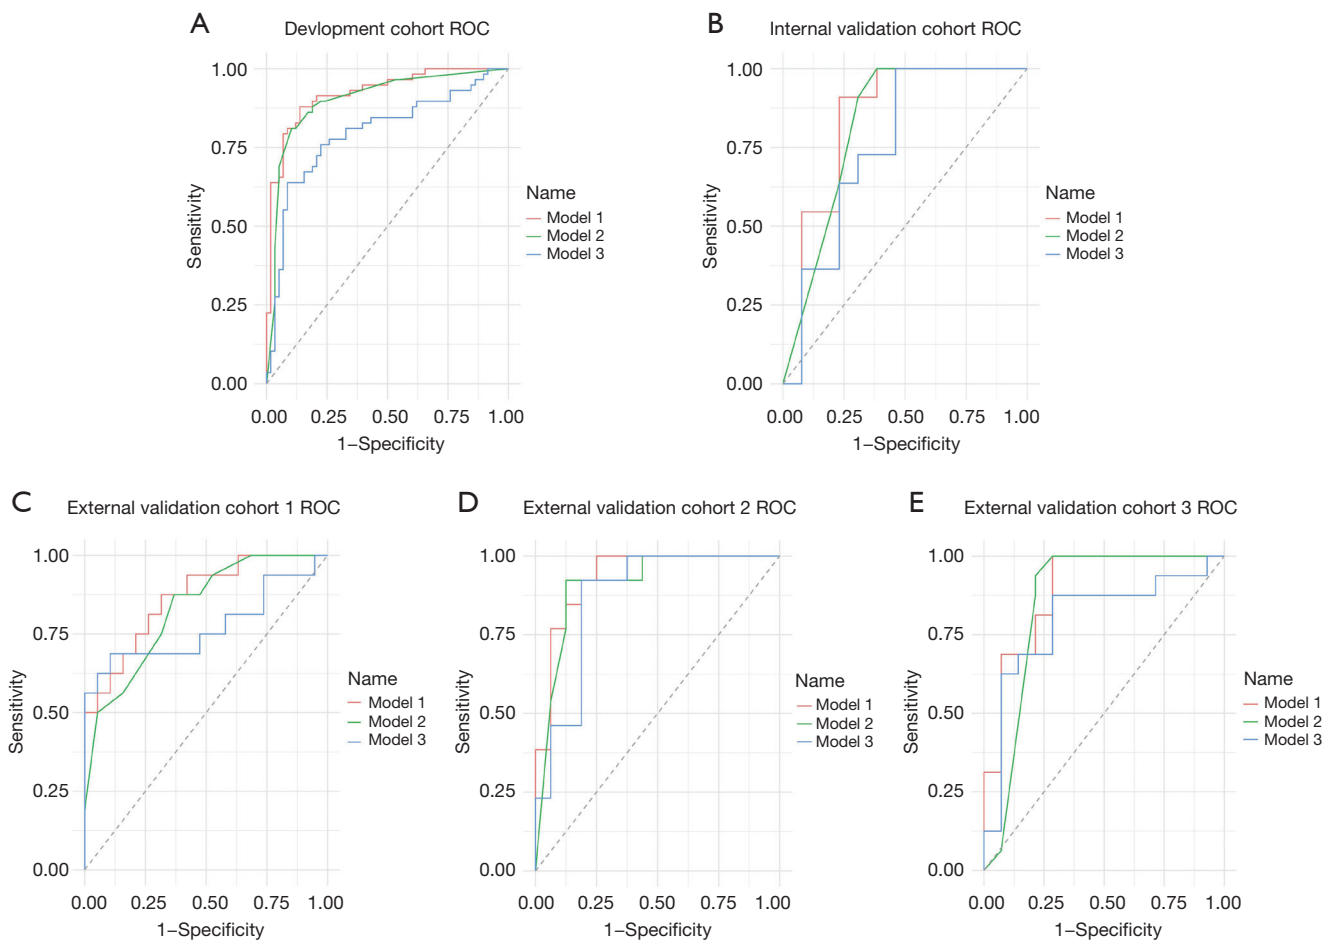 A
Devlopment cohort ROC
1.00
0.75
0.50
0.25
0.00
Sensitivity
0.00 0.25 0.50 0.75 1.00
1–Specificity
Name
Model 1
Model 2
Model 3
B
Internal validation cohort ROC
1.00
0.75
0.50
0.25
0.00
Sensitivity
0.00 0.25 0.50 0.75 1.00
1–Specificity
Name
Model 1
Model 2
Model 3
C
External validation cohort 1 ROC
1.00
0.75
0.50
0.25
0.00
Sensitivity
0.00 0.25 0.50 0.75 1.00
1–Specificity
Name
Model 1
Model 2
Model 3
D
External validation cohort 2 ROC
1.00
0.75
0.50
0.25
0.00
Sensitivity
0.00 0.25 0.50 0.75 1.00
1–Specificity
Name
Model 1
Model 2
Model 3
E
External validation cohort 3 ROC
1.00
0.75
0.50
0.25
0.00
Sensitivity
0.00 0.25 0.50 0.75 1.00
1–Specificity
Name
Model 1
Model 2
Model 3